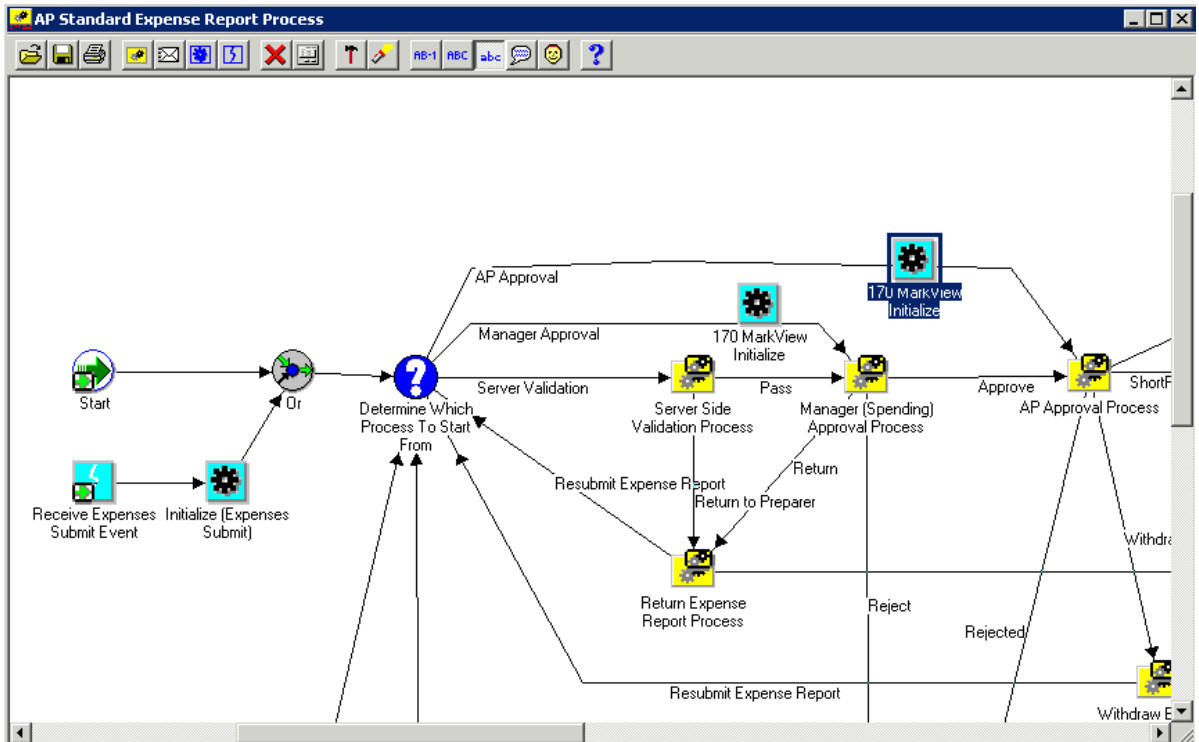 AP Standard Expense Report Process
AB-1 ABC abc
AP Approval
170 MarkView
Initialize
Manager Approval
170 MarkView
Initialize
Start
Or
Server Validation
Pass
Approve
Determine Which
Process To Start
From
Server Side
Validation Process
Manager (Spending)
Approval Process
AP Approval Process
Return
Resubmit Expense Report
Return to Preparer
Receive Expenses
Submit Event
Initialize (Expenses
Submit)
Return Expense
Report Process
Reject
Rejected
Resubmit Expense Report